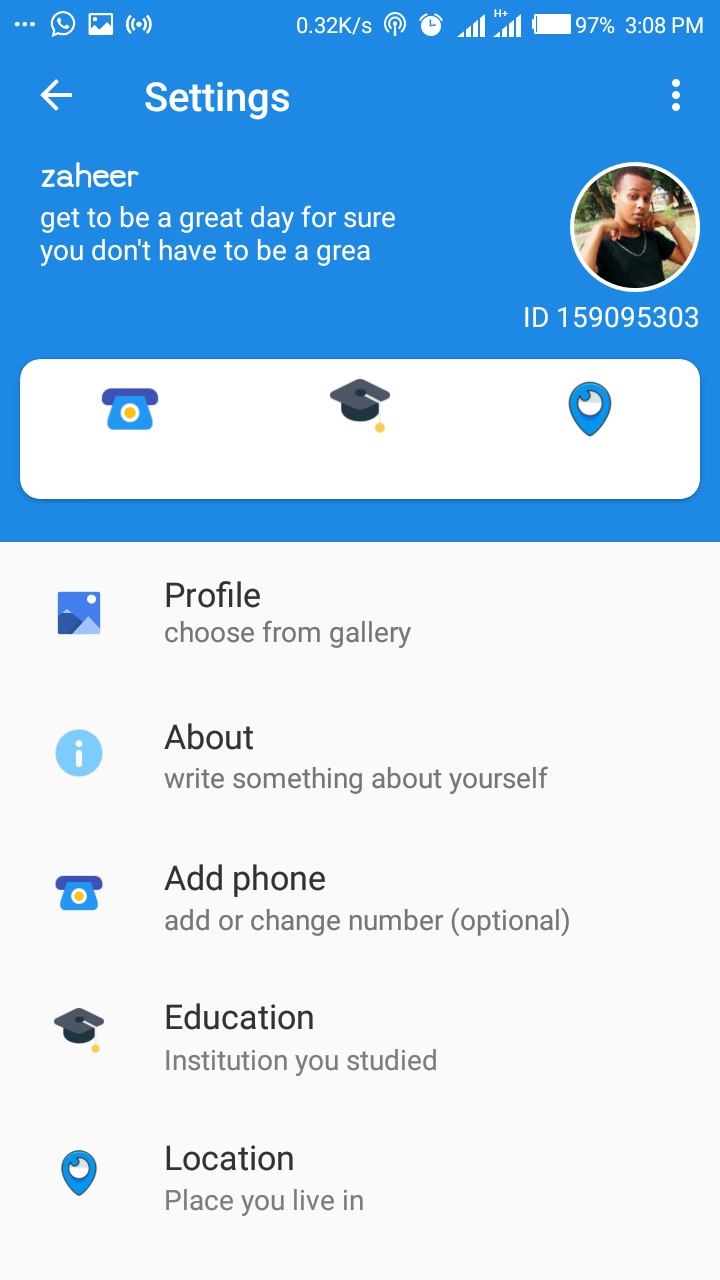 0.32K/s H+ 97% 3:08 PM
Settings
zaheer
get to be a great day for sure
you don't have to be a grea
ID 159095303
Profile
choose from gallery
About
write something about yourself
Add phone
add or change number (optional)
Education
Institution you studied
Location
Place you live in